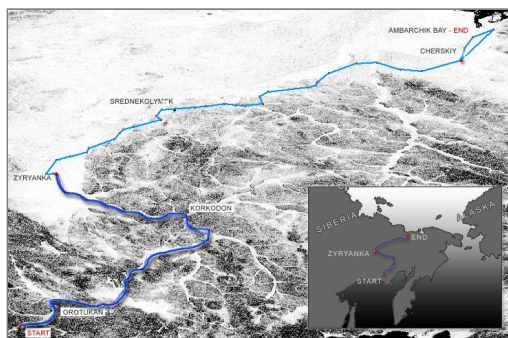 AMBARCHIK BAY - END
CHERSKIY
SREDNEKOLYMSK
ZYRYANKA
KORKODON
OROTUKAN
START
SIBERIA
ALASKA
END
ZYRYANKA
START